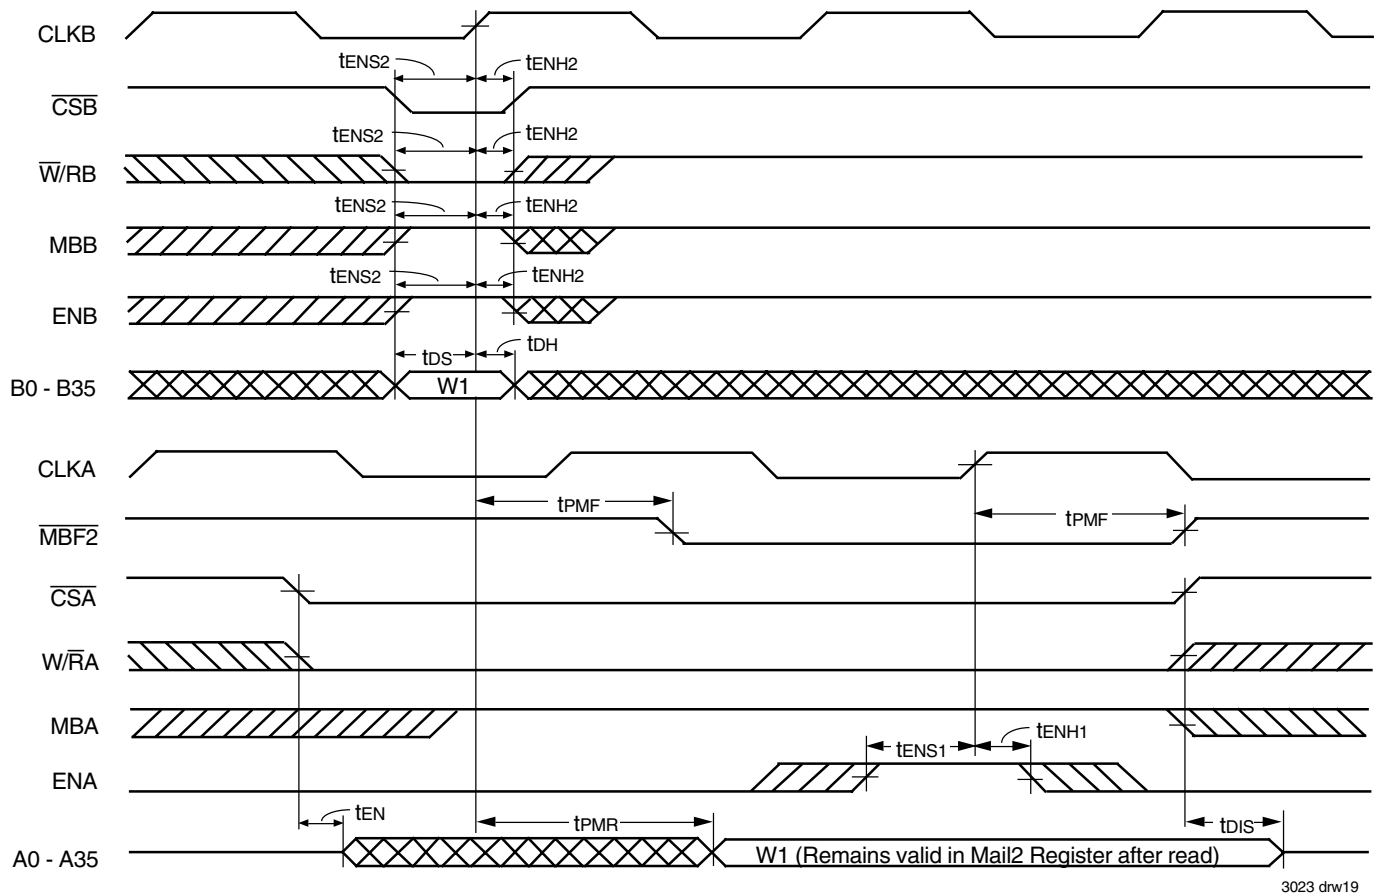 CLKB
tENS2 tENH2
CSB
tENS2 tENH2
W/RB
tENS2 tENH2
MBB
tENS2 tENH2
ENB
tDS tDH
B0 - B35 W1
CLKA
tPMF tPMF
MBF2
CSA
W/RA
MBA
tENS1 tENH1
ENA
tEN tPMR tDIS
A0 - A35 W1 (Remains valid in Mail2 Register after read)
3023 drw19